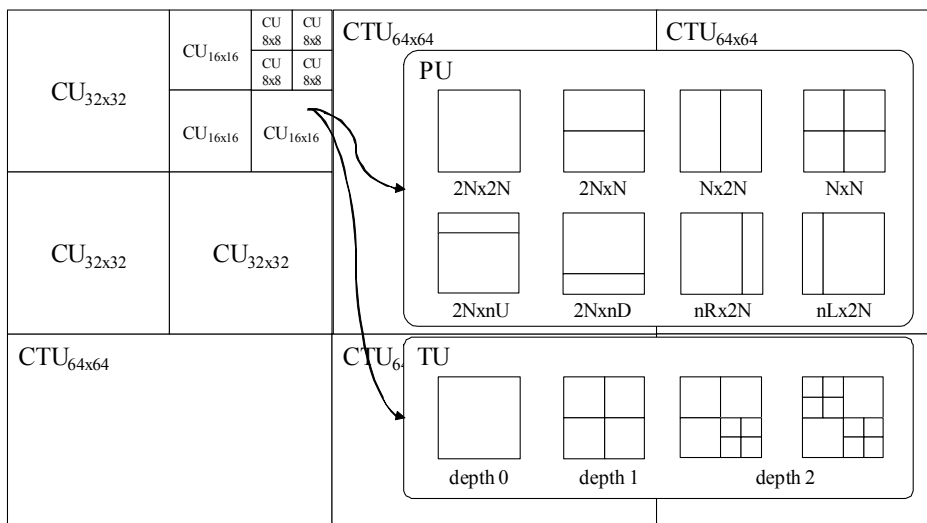 CU 8x8
CU 8x8
CU16x16
CU 8x8
CU 8x8
CU32x32
CU16x16
CU16x16
CU32x32
CU32x32
CTU64x64
CTU64x64
PU
2Nx2N
2NxN
Nx2N
NxN
2NxnU
2NxnD
nRx2N
nLx2N
CTU64x64
CTU64
TU
depth 0
depth 1
depth 2